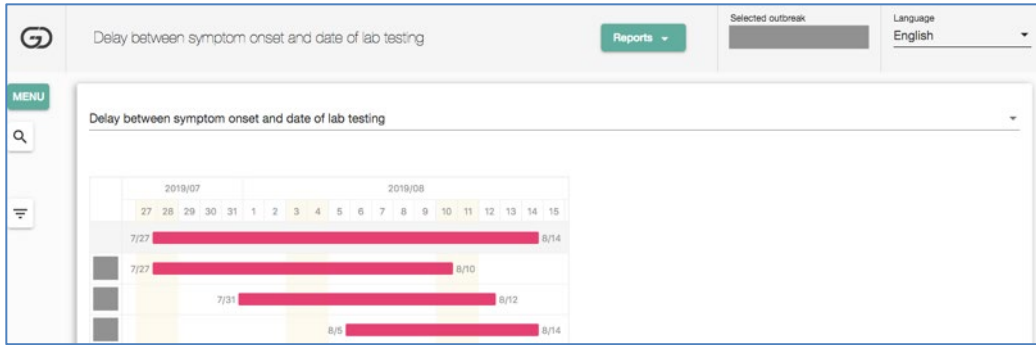 Delay between symptom onset and date of lab testing
Reports
Selected outbreak
Language
English
MENU
Delay between symptom onset and date of lab testing
2019/07 2019/08
27 28 29 30 31 1 2 3 4 5 6 7 8 9 10 11 12 13 14 15
7/27 8/14
7/27 8/10
7/31 8/12
8/5 8/14